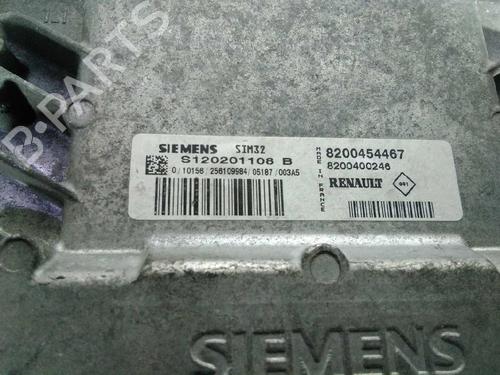 B-PARTS
SIEMENS SIM32
S120201108 B
0/10156/256109984/05187/003A5
MADE IN FRANCE
8200454467
8200400246
RENAULT
SIEMENS